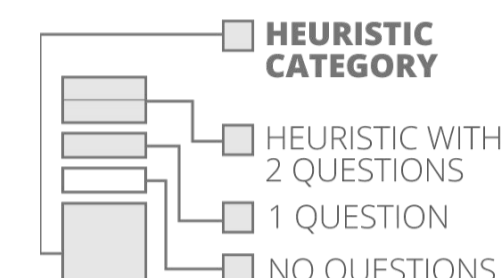 HEURISTIC
CATEGORY
HEURISTIC WITH
2 QUESTIONS
1 QUESTION
NO QUESTIONS